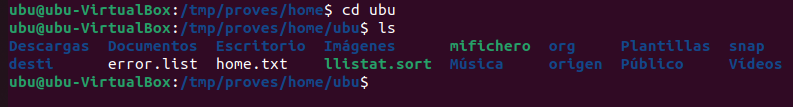 ubu@ubu-VirtualBox:/tmp/proves/home$ cd ubu
ubu@ubu-VirtualBox:/tmp/proves/home/ubu$ ls
Descargas  Documentos  Escritorio  Imágenes      mifichero  org     Plantillas  snap
desti      error.list  home.txt    llistat.sort  Música     origen  Público     Vídeos
ubu@ubu-VirtualBox:/tmp/proves/home/ubu$